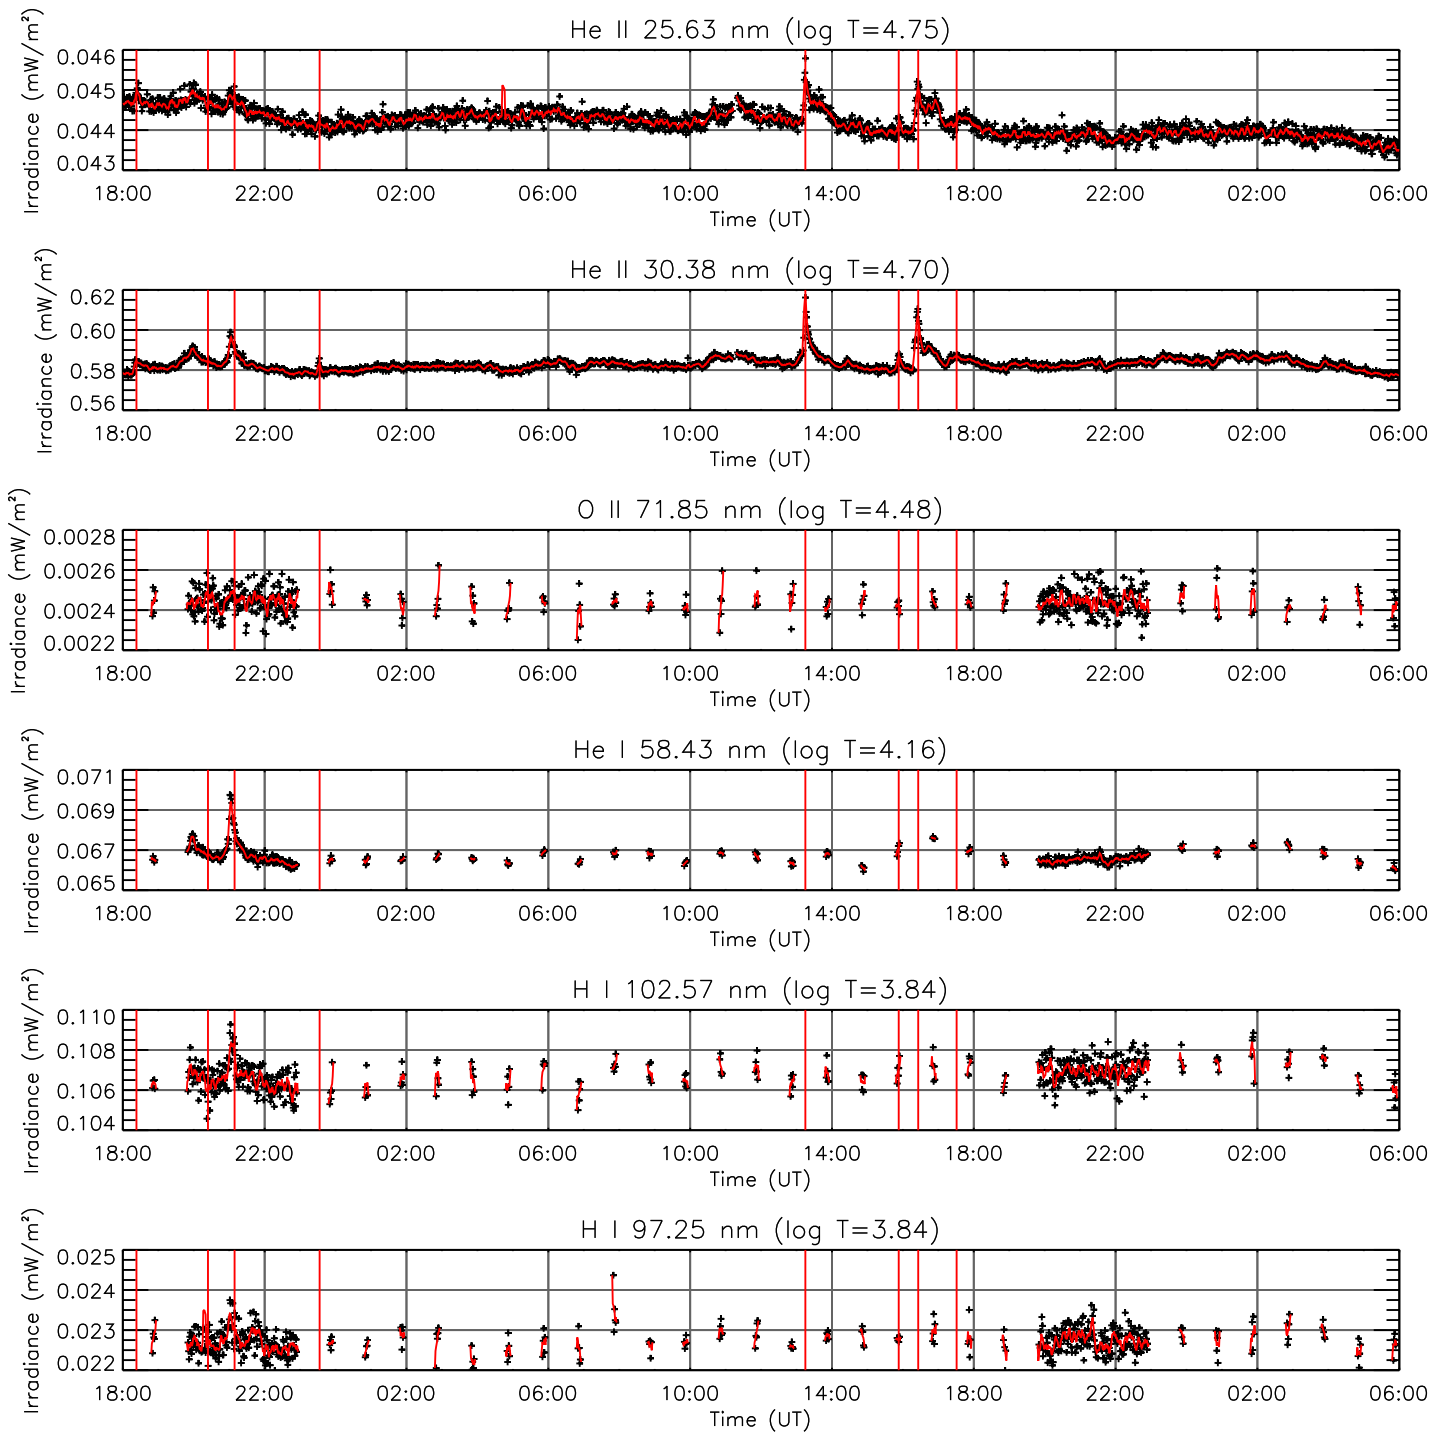 He II 25.63 nm (log T=4.75)
Irradiance (mW/m²)
0.046
0.045
0.044
0.043
18:00 22:00 02:00 06:00 10:00 14:00 18:00 22:00 02:00 06:00
Time (UT)
He II 30.38 nm (log T=4.70)
Irradiance (mW/m²)
0.62
0.60
0.58
0.56
18:00 22:00 02:00 06:00 10:00 14:00 18:00 22:00 02:00 06:00
Time (UT)
O II 71.85 nm (log T=4.48)
Irradiance (mW/m²)
0.0028
0.0026
0.0024
0.0022
18:00 22:00 02:00 06:00 10:00 14:00 18:00 22:00 02:00 06:00
Time (UT)
He I 58.43 nm (log T=4.16)
Irradiance (mW/m²)
0.071
0.069
0.067
0.065
18:00 22:00 02:00 06:00 10:00 14:00 18:00 22:00 02:00 06:00
Time (UT)
H I 102.57 nm (log T=3.84)
Irradiance (mW/m²)
0.110
0.108
0.106
0.104
18:00 22:00 02:00 06:00 10:00 14:00 18:00 22:00 02:00 06:00
Time (UT)
H I 97.25 nm (log T=3.84)
Irradiance (mW/m²)
0.025
0.024
0.023
0.022
18:00 22:00 02:00 06:00 10:00 14:00 18:00 22:00 02:00 06:00
Time (UT)